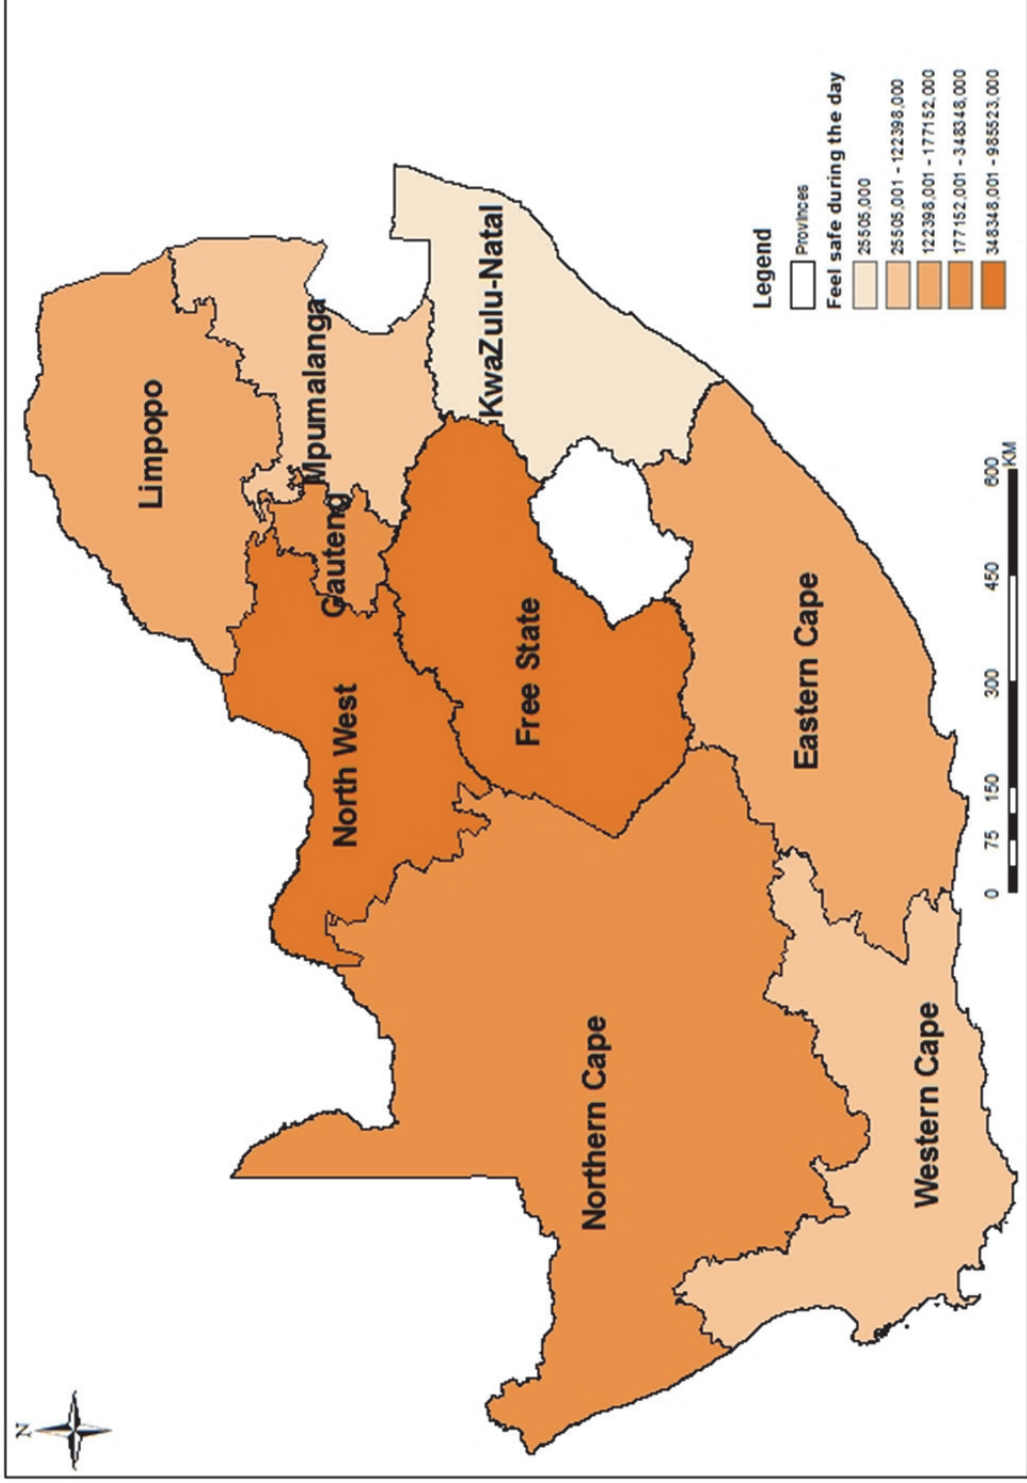 N
Limpopo
Mpumalanga
Gauteng
North West
KwaZulu-Natal
Free State
Northern Cape
Eastern Cape
Western Cape
Legend
Provinces
Feel safe during the day
25505,000
25505,001 - 122398,000
122398,001 - 177152,000
177152,001 - 348348,000
348348,001 - 985523,000
0 75 150 300 450 600
KM